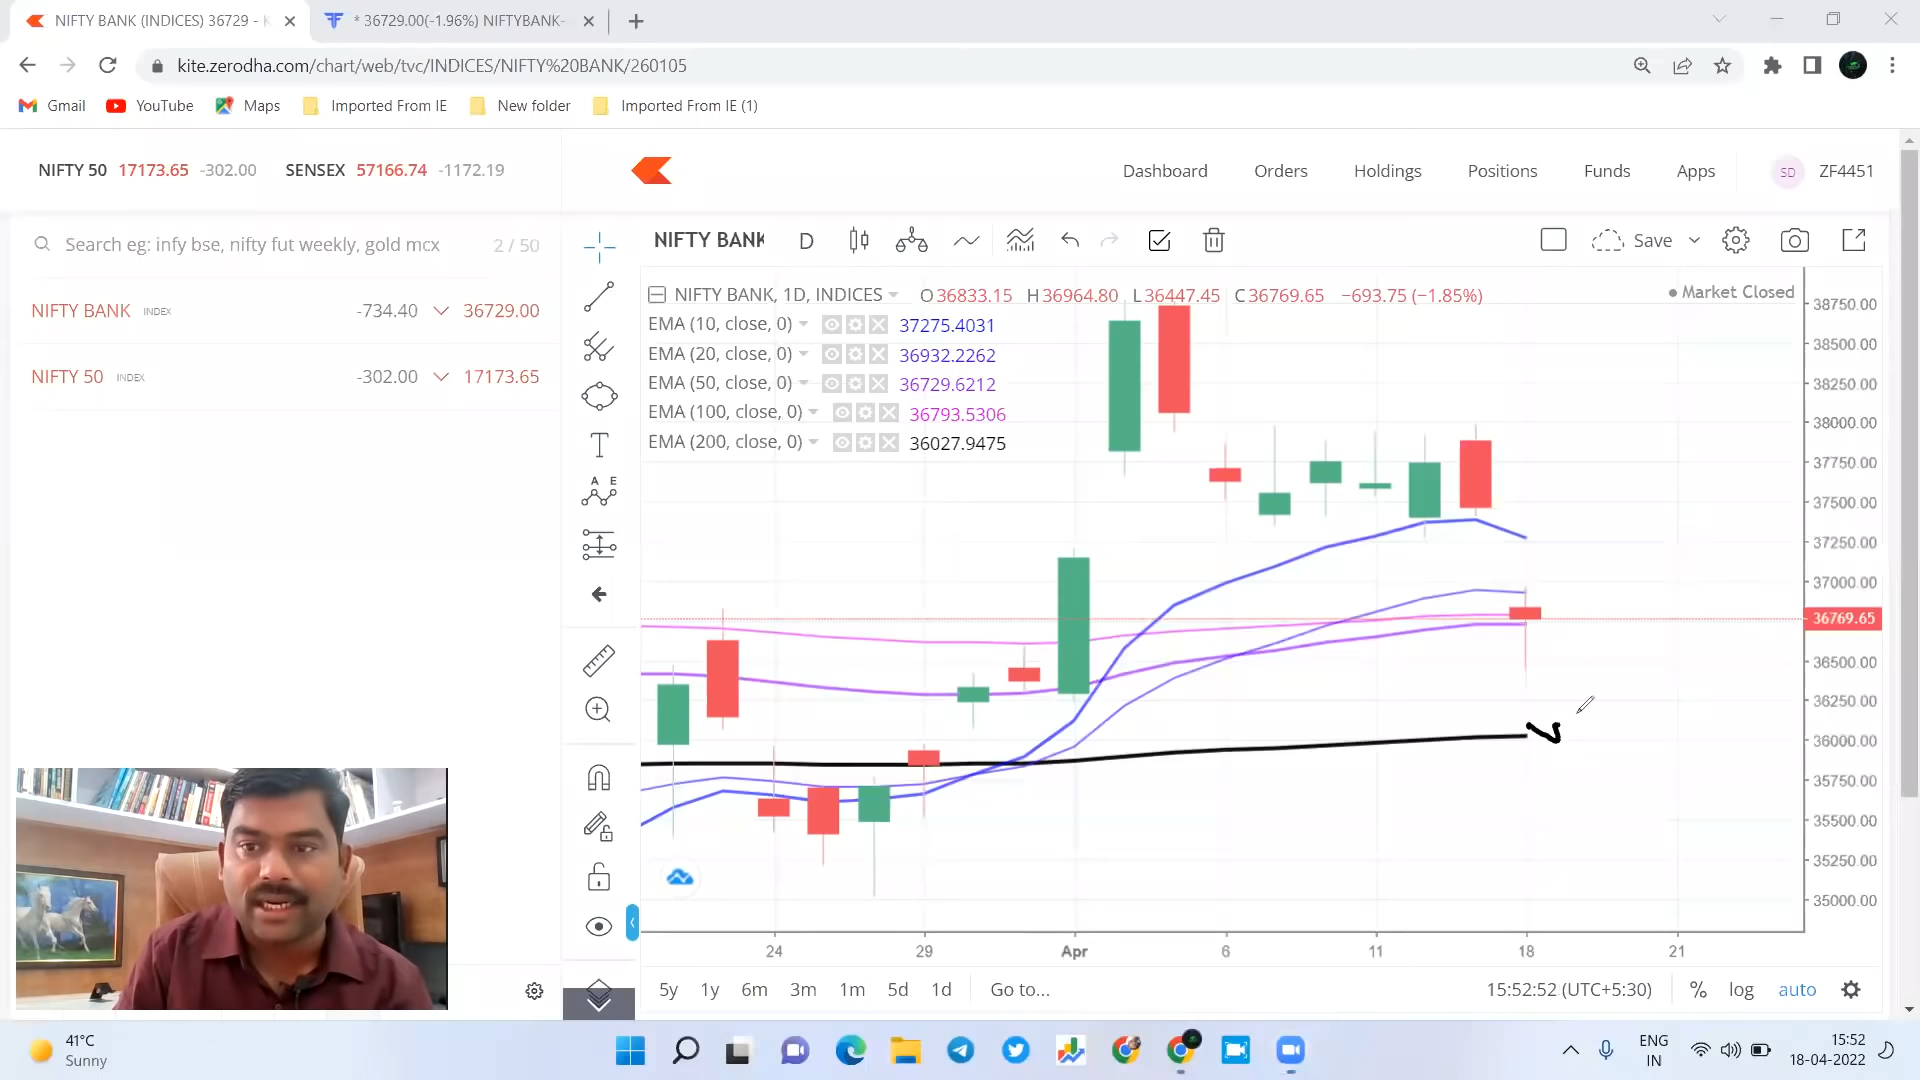 NIFTY BANK (INDICES) 36729 - K
* 36729.00(-1.96%) NIFTYBANK-
kite.zerodha.com/chart/web/tvc/INDICES/NIFTY%20BANK/260105
Gmail YouTube Maps Imported From IE New folder Imported From IE (1)
NIFTY 50 17173.65 -302.00 SENSEX 57166.74 -1172.19
Dashboard Orders Holdings Positions Funds Apps SD ZF4451
Search eg: infy bse, nifty fut weekly, gold mcx 2 / 50
NIFTY BANK INDEX -734.40 36729.00
NIFTY 50 INDEX -302.00 17173.65
NIFTY BANK D Save
NIFTY BANK, 1D, INDICES O36833.15 H36964.80 L36447.45 C36769.65 −693.75 (−1.85%)
Market Closed
EMA (10, close, 0) 37275.4031
EMA (20, close, 0) 36932.2262
EMA (50, close, 0) 36729.6212
EMA (100, close, 0) 36793.5306
EMA (200, close, 0) 36027.9475
T
A E
38750.00
38500.00
38250.00
38000.00
37750.00
37500.00
37250.00
37000.00
36769.65
36500.00
36250.00
36000.00
35750.00
35500.00
35250.00
35000.00
24 29 Apr 6 11 18 21
5y 1y 6m 3m 1m 5d 1d Go to... 15:52:52 (UTC+5:30) % log auto
41°C
Sunny
ENG
IN
15:52
18-04-2022